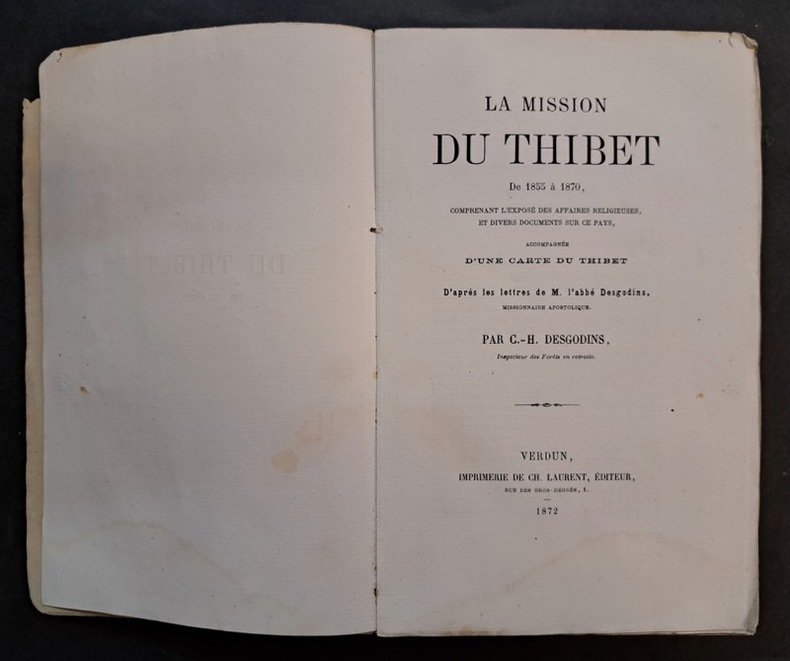 LA MISSION
DU THIBET
De 1855 à 1870,
COMPRENANT L'EXPOSÉ DES AFFAIRES RELIGIEUSES,
ET DIVERS DOCUMENTS SUR CE PAYS,
ACCOMPAGNÉE
D'UNE CARTE DU THIBET
D'après les lettres de M. l'abbé Desgodins,
MISSIONNAIRE APOSTOLIQUE.
PAR C.-H. DESGODINS,
Inspecteur des Forêts en retraite.
VERDUN,
IMPRIMERIE DE CH. LAURENT, ÉDITEUR,
RUE DES GROS-DEGRÉS, 1.
1872